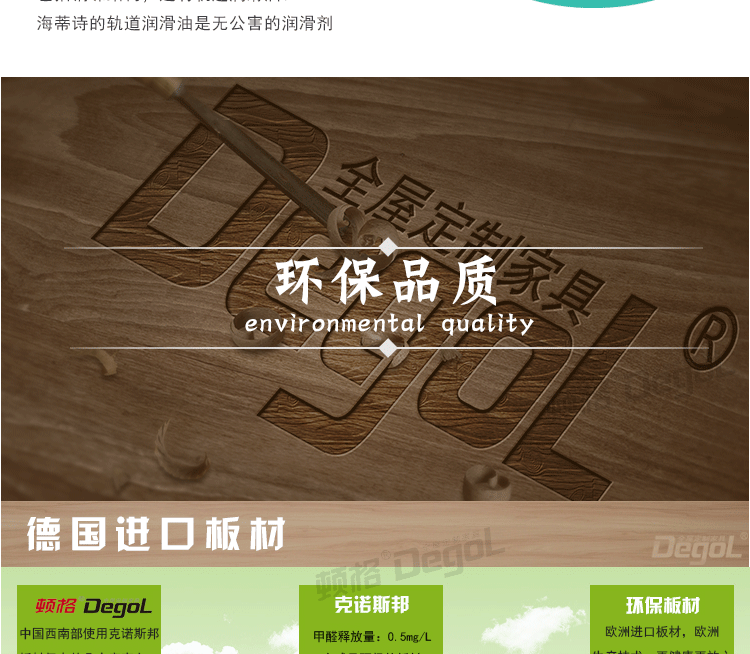 海蒂诗的轨道润滑油是无公害的润滑剂
Degol®
全屋定制家具
环保品质
environmental quality
德国进口板材
DegoL
顿格® DegoL
顿格 DegoL
中国西南部使用克诺斯邦
克诺斯邦
甲醛释放量：0.5mg/L
环保板材
欧洲进口板材，欧洲